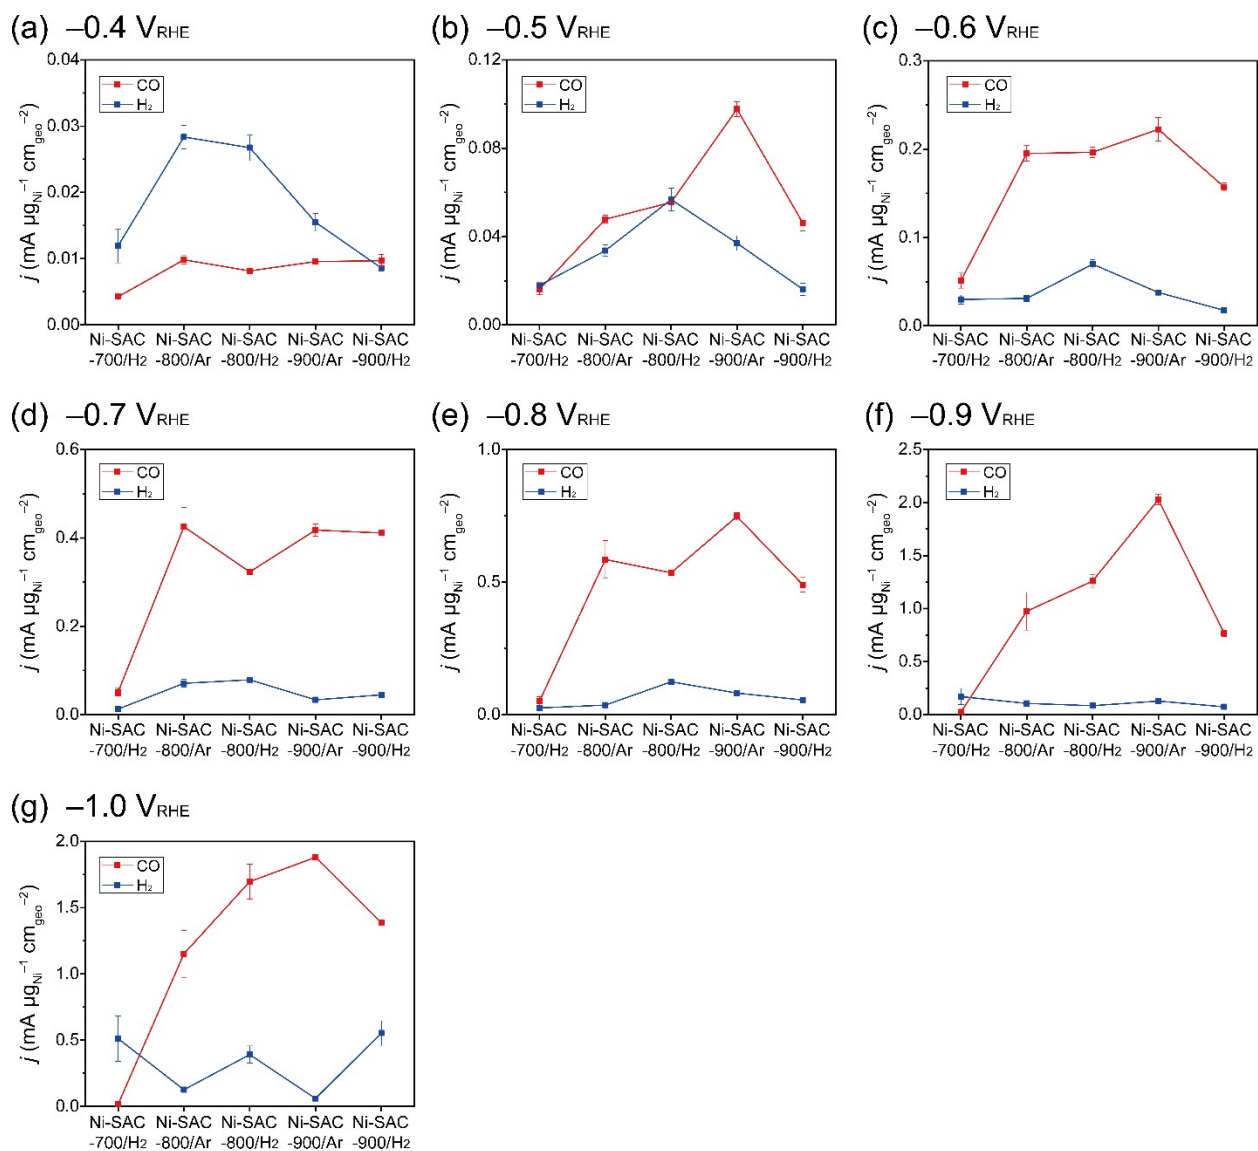 (a) –0.4 VRHE
(b) –0.5 VRHE
(c) –0.6 VRHE
j (mA µgNi⁻¹ cmgeo⁻²)
0.04
0.03
0.02
0.01
0.00
CO
H₂
Ni-SAC Ni-SAC Ni-SAC Ni-SAC Ni-SAC
-700/H₂ -800/Ar -800/H₂ -900/Ar -900/H₂
j (mA µgNi⁻¹ cmgeo⁻²)
0.12
0.08
0.04
0.00
CO
H₂
Ni-SAC Ni-SAC Ni-SAC Ni-SAC Ni-SAC
-700/H₂ -800/Ar -800/H₂ -900/Ar -900/H₂
j (mA µgNi⁻¹ cmgeo⁻²)
0.3
0.2
0.1
0.0
CO
H₂
Ni-SAC Ni-SAC Ni-SAC Ni-SAC Ni-SAC
-700/H₂ -800/Ar -800/H₂ -900/Ar -900/H₂
(d) –0.7 VRHE
(e) –0.8 VRHE
(f) –0.9 VRHE
j (mA µgNi⁻¹ cmgeo⁻²)
0.6
0.4
0.2
0.0
CO
H₂
Ni-SAC Ni-SAC Ni-SAC Ni-SAC Ni-SAC
-700/H₂ -800/Ar -800/H₂ -900/Ar -900/H₂
j (mA µgNi⁻¹ cmgeo⁻²)
1.0
0.5
0.0
CO
H₂
Ni-SAC Ni-SAC Ni-SAC Ni-SAC Ni-SAC
-700/H₂ -800/Ar -800/H₂ -900/Ar -900/H₂
j (mA µgNi⁻¹ cmgeo⁻²)
2.5
2.0
1.5
1.0
0.5
0.0
CO
H₂
Ni-SAC Ni-SAC Ni-SAC Ni-SAC Ni-SAC
-700/H₂ -800/Ar -800/H₂ -900/Ar -900/H₂
(g) –1.0 VRHE
j (mA µgNi⁻¹ cmgeo⁻²)
2.0
1.5
1.0
0.5
0.0
CO
H₂
Ni-SAC Ni-SAC Ni-SAC Ni-SAC Ni-SAC
-700/H₂ -800/Ar -800/H₂ -900/Ar -900/H₂